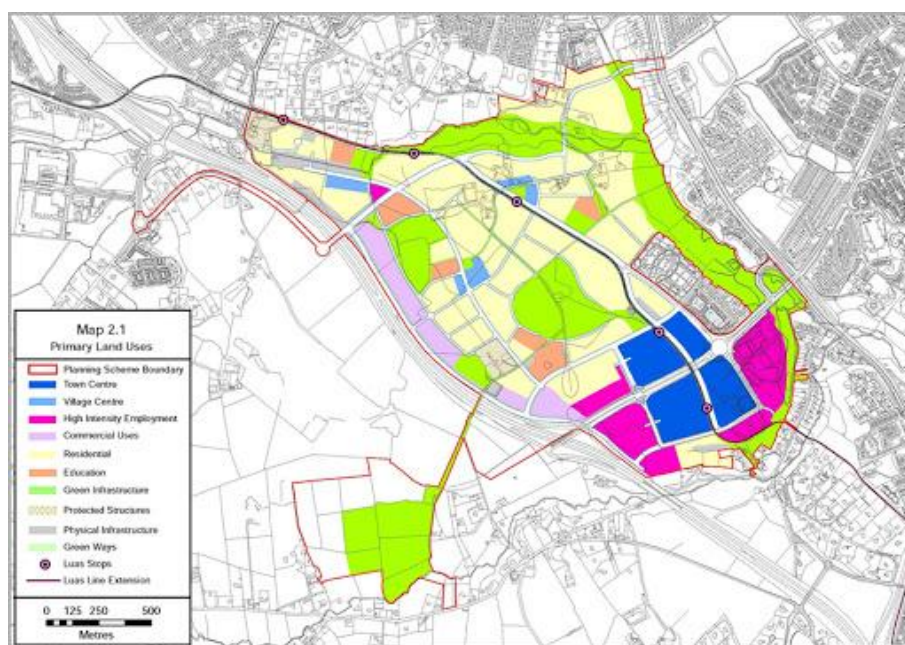 Map 2.1
Primary Land Uses
Planning Scheme Boundary
Town Centre
Village Centre
High Intensity Employment
Commercial Uses
Residential
Education
Green Infrastructure
Protected Structures
Physical Infrastructure
Green Ways
Luas Stops
Luas Line Extension
0 125 250 500
Metres